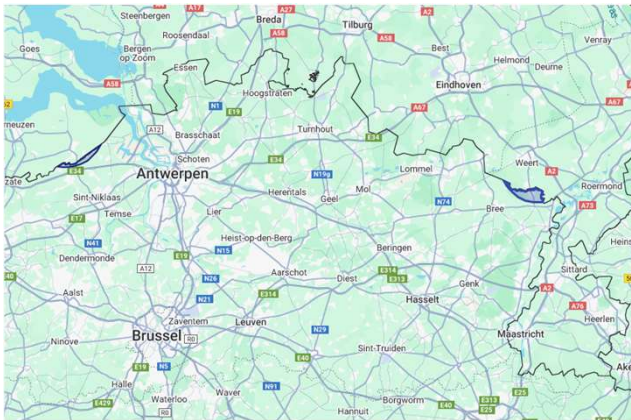 Steenbergen
A17
Breda
A27
Tilburg
A2
Venray
Goes
Roosendaal
A58
Bergen
op Zoom
A58
Best
Helmond
Deurne
A58
Essen
Eindhoven
Hoogstraten
A67
A67
N1
E19
Brasschaat
Turnhout
A12
E34
Schoten
Weert
A2
E34
E34
N19g
Lommel
Roermond
Antwerpen
Mol
Herentals
Geel
N74
A73
Sint-Niklaas
Temse
Lier
Bree
E17
N41
Heist-op-den-Berg
N15
Beringen
Dendermonde
E19
Sittard
A12
N26
Aarschot
E314
E313
A2
Aalst
N21
E314
Diest
Genk
A76
Zaventem
Hasselt
Heerlen
Brussel
Leuven
N29
Maastricht
Ninove
R0
E40
Sint-Truiden
E19
N5
Halle
Waver
N91
Borgworm
E313
E429
Waterloo
Hannuit
E40
E25
E25